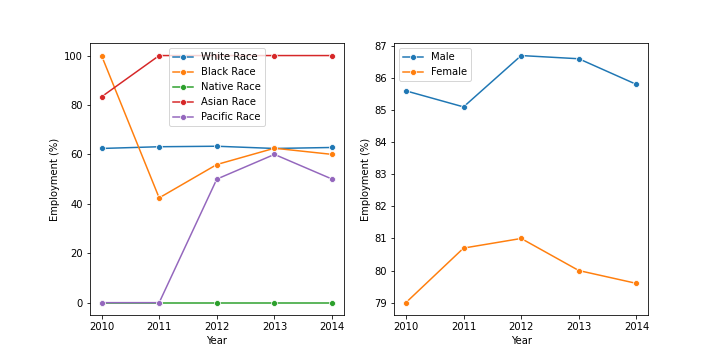 100
80
60
40
20
0
Employment (%)
2010 2011 2012 2013 2014
Year
White Race
Black Race
Native Race
Asian Race
Pacific Race
87
86
85
84
83
82
81
80
79
Employment (%)
2010 2011 2012 2013 2014
Year
Male
Female